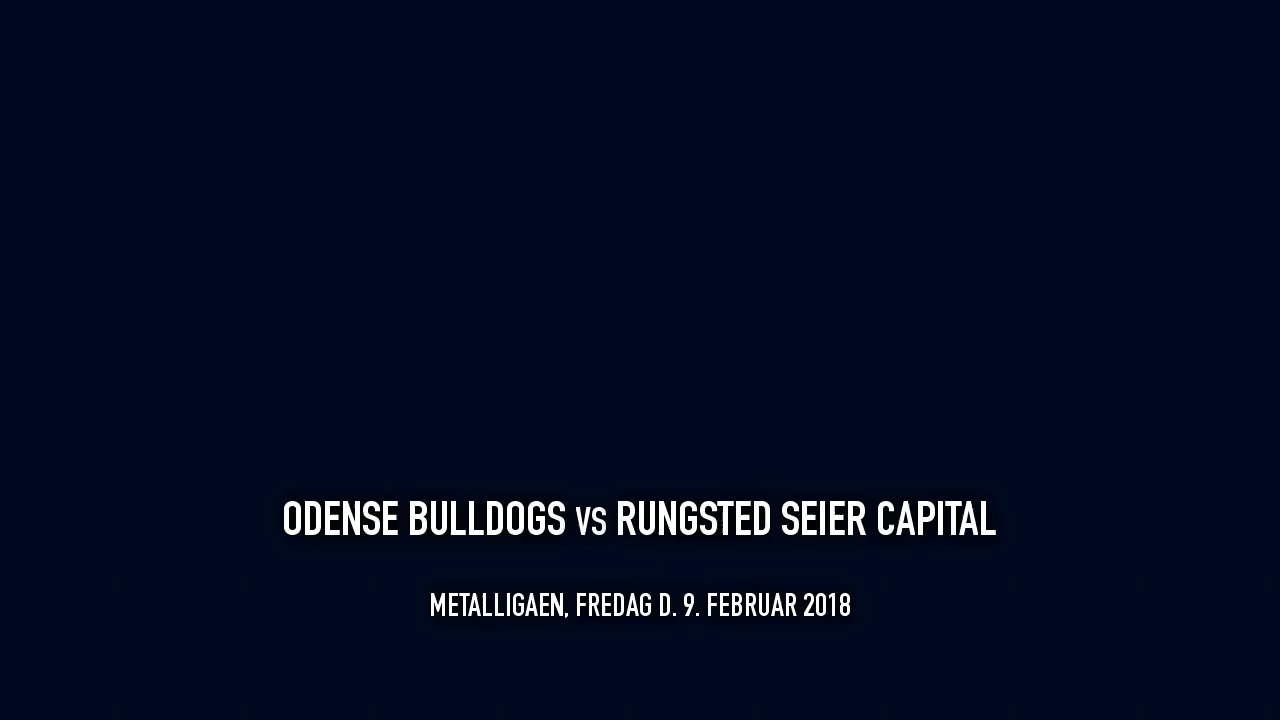 ODENSE BULLDOGS VS RUNGSTED SEIER CAPITAL
METALLIGAEN, FREDAG D. 9. FEBRUAR 2018